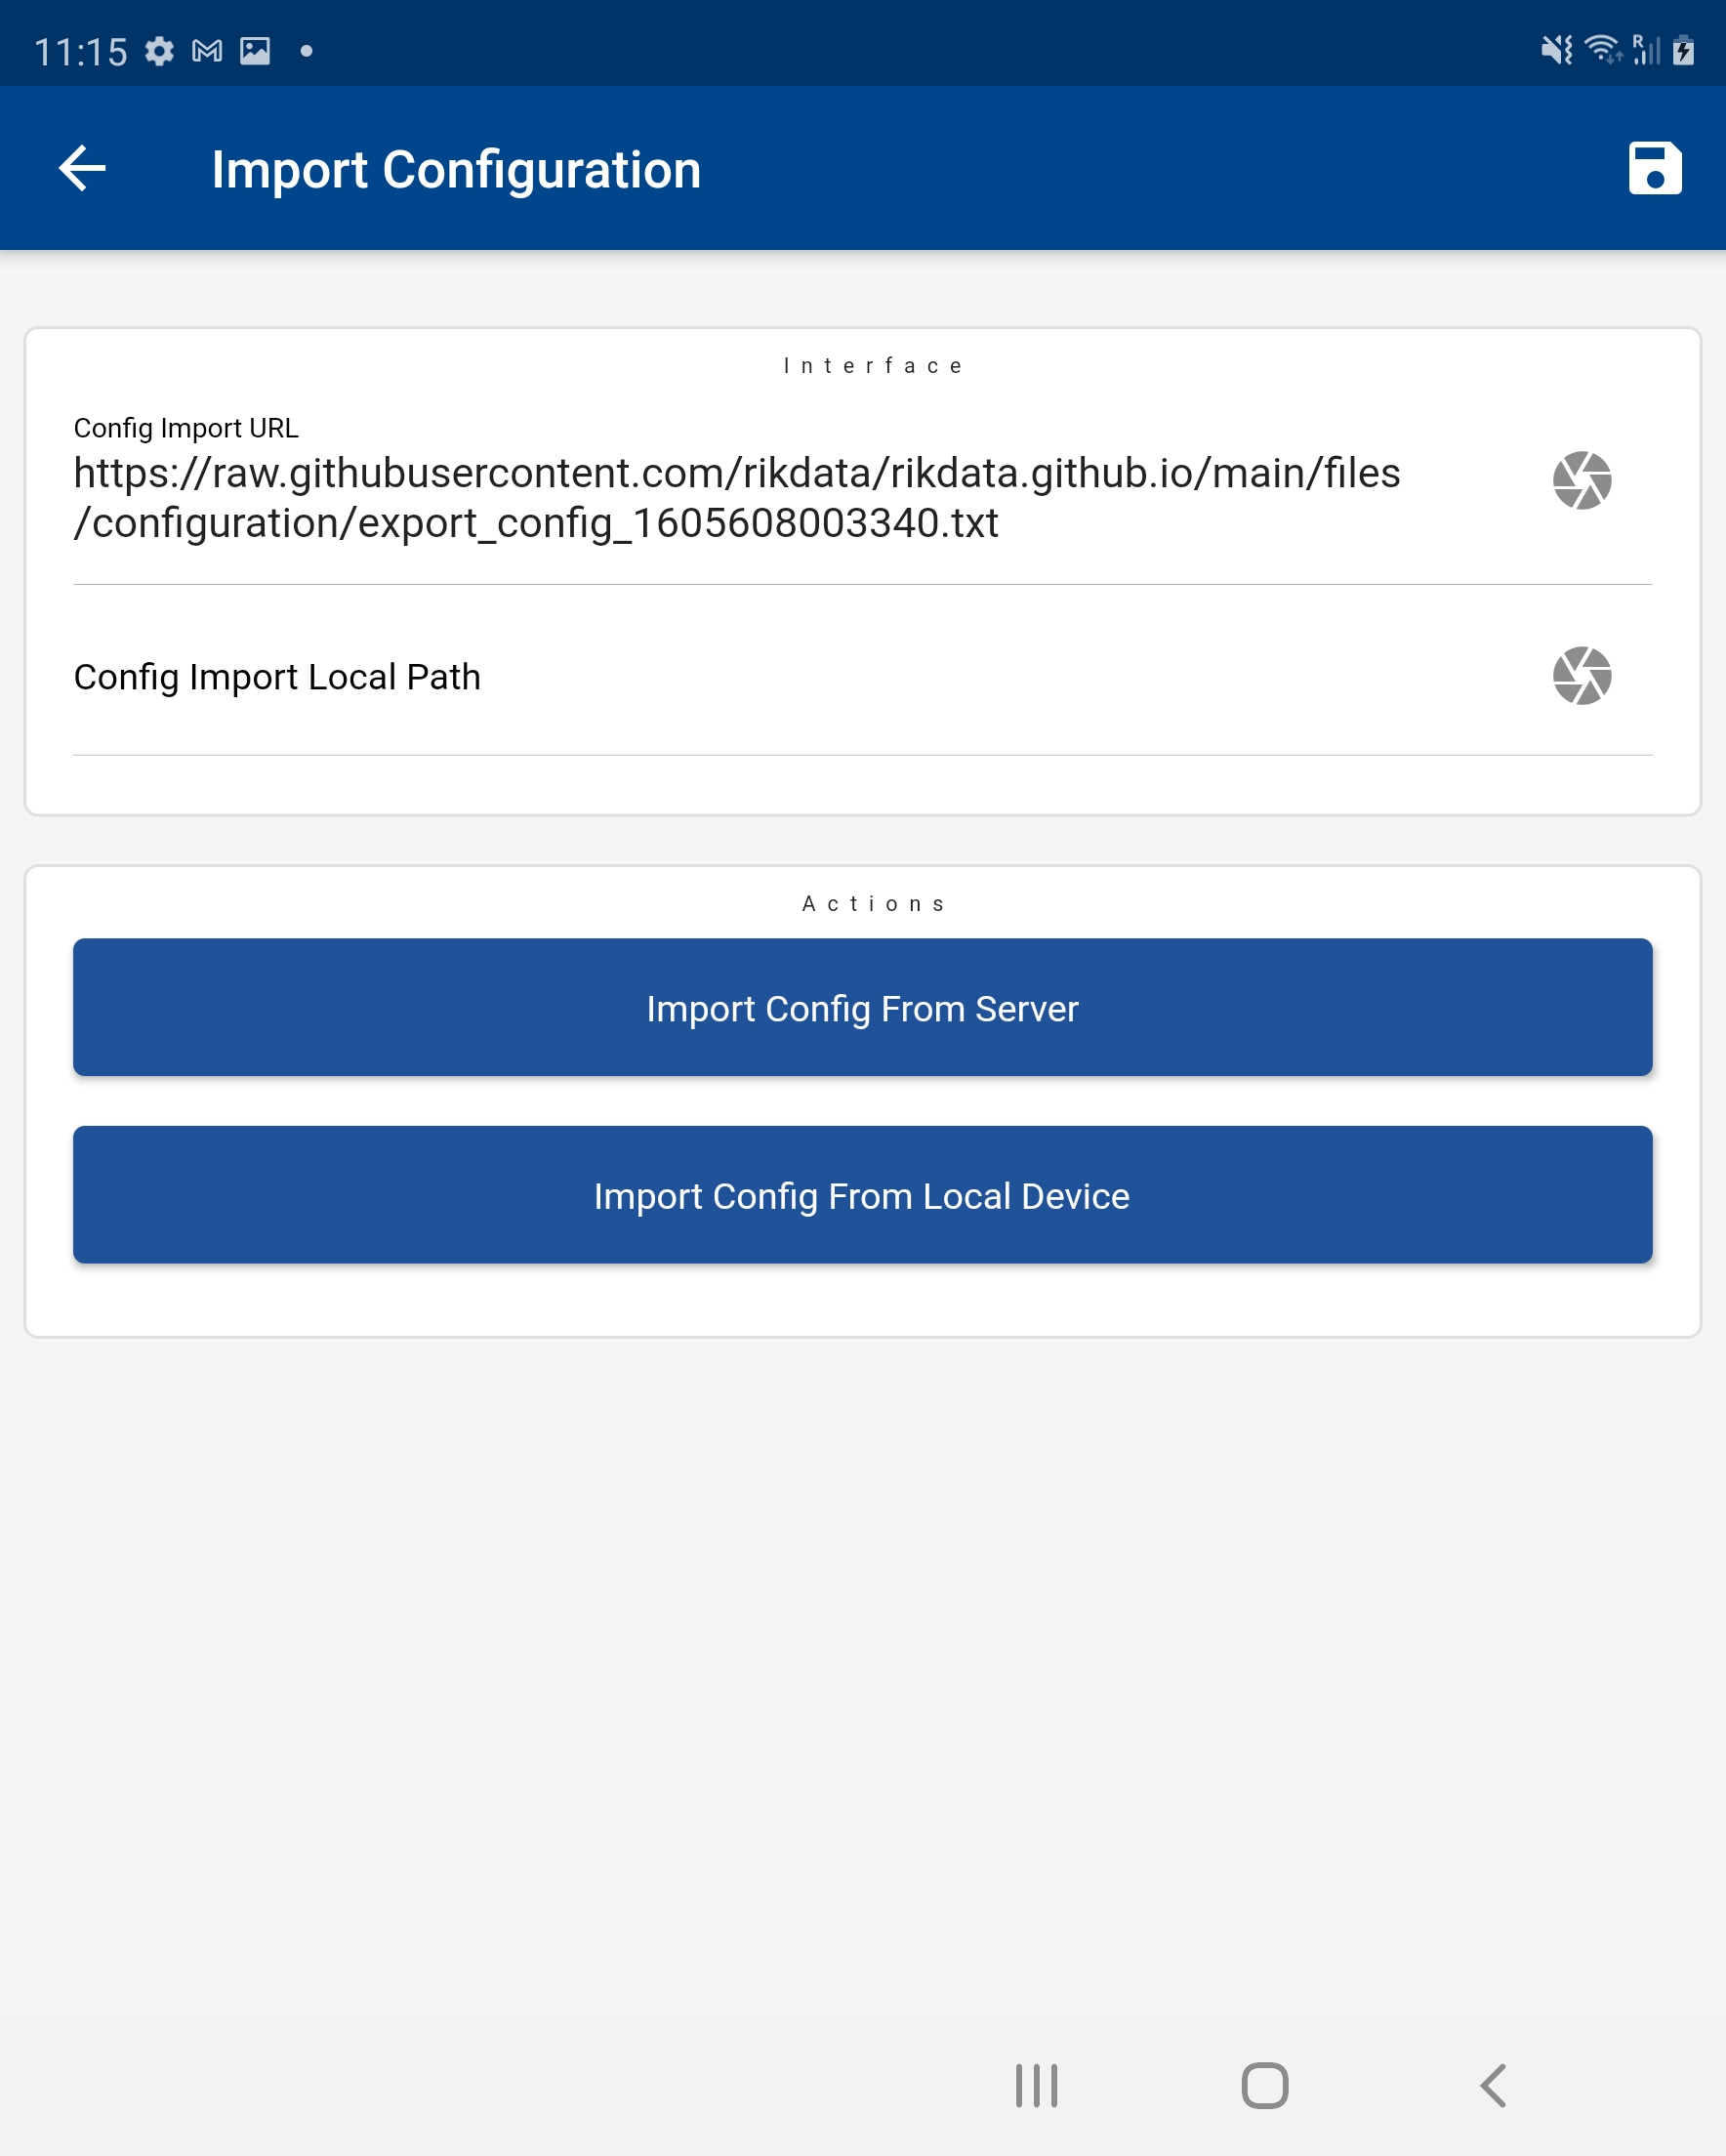 11:15
R
Import Configuration
Interface
Config Import URL
https://raw.githubusercontent.com/rikdata/rikdata.github.io/main/files
/configuration/export_config_1605608003340.txt
Config Import Local Path
Actions
Import Config From Server
Import Config From Local Device